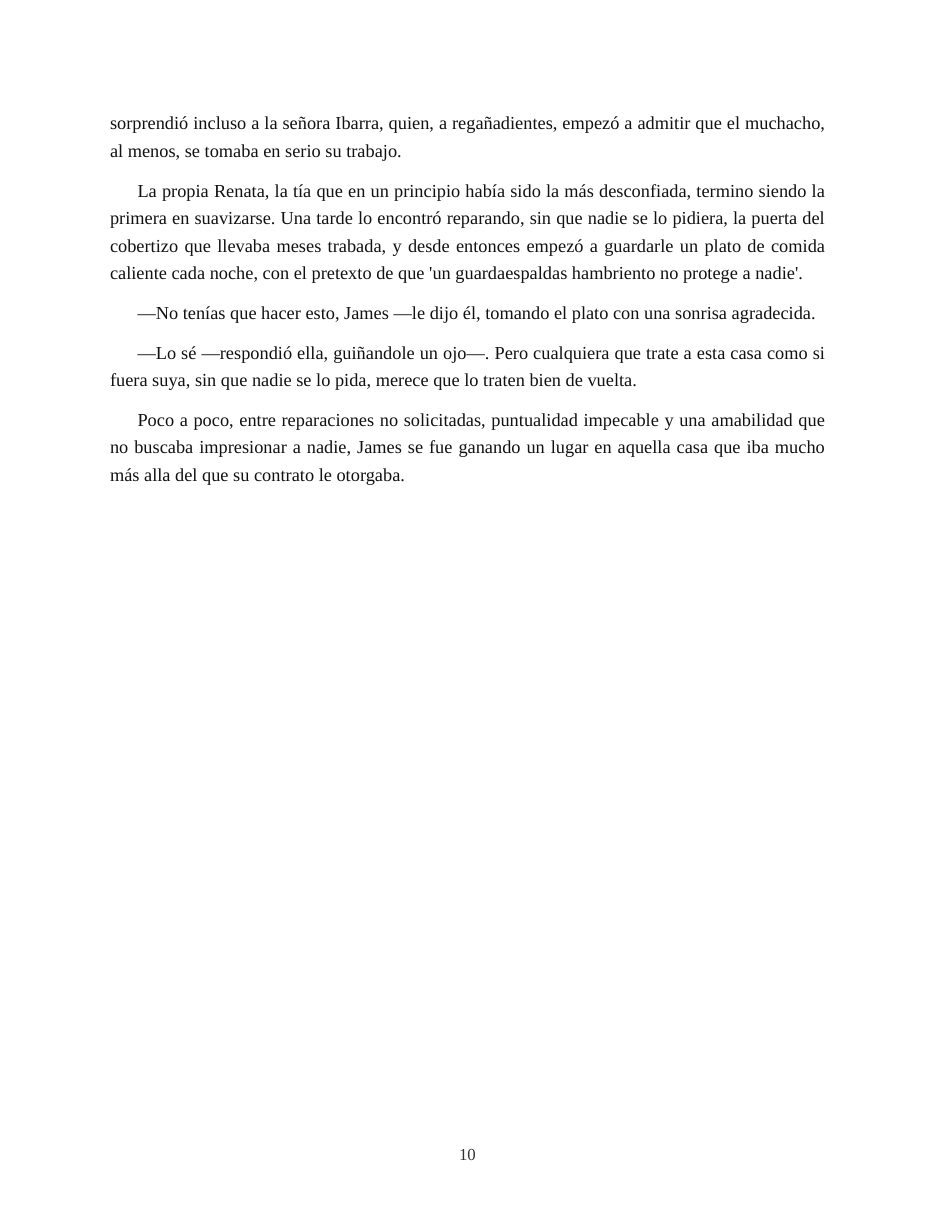 sorprendió incluso a la señora Ibarra, quien, a regañadientes, empezó a admitir que el muchacho,
al menos, se tomaba en serio su trabajo.
La propia Renata, la tía que en un principio había sido la más desconfiada, termino siendo la
primera en suavizarse. Una tarde lo encontró reparando, sin que nadie se lo pidiera, la puerta del
cobertizo que llevaba meses trabada, y desde entonces empezó a guardarle un plato de comida
caliente cada noche, con el pretexto de que 'un guardaespaldas hambriento no protege a nadie'.
—No tenías que hacer esto, James —le dijo él, tomando el plato con una sonrisa agradecida.
—Lo sé —respondió ella, guiñandole un ojo—. Pero cualquiera que trate a esta casa como si
fuera suya, sin que nadie se lo pida, merece que lo traten bien de vuelta.
Poco a poco, entre reparaciones no solicitadas, puntualidad impecable y una amabilidad que
no buscaba impresionar a nadie, James se fue ganando un lugar en aquella casa que iba mucho
más alla del que su contrato le otorgaba.
10